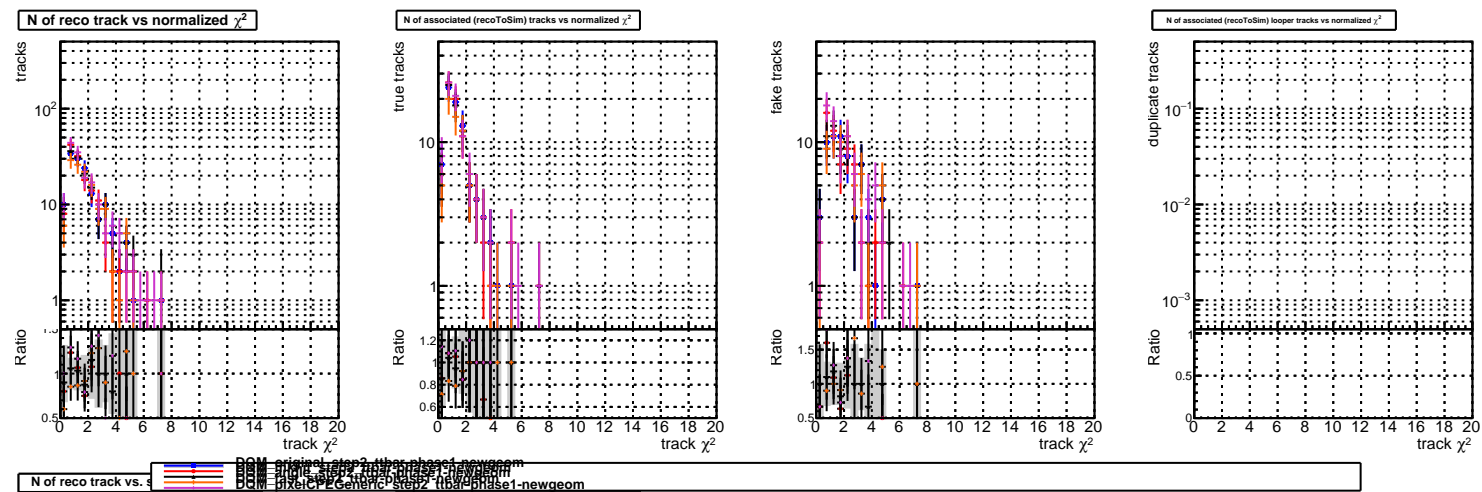 N of reco track vs normalized χ²
N of associated (recoToSim) tracks vs normalized χ²
N of associated (recoToSim) looper tracks vs normalized χ²
tracks
10²
10
1
Ratio
1.5
1
0.5
0 2 4 6 8 10 12 14 16 18 20
track χ²
true tracks
10
1
Ratio
1.2
1
0.8
0.6
0 2 4 6 8 10 12 14 16 18 20
track χ²
fake tracks
10
1
Ratio
1.5
1
0.5
0 2 4 6 8 10 12 14 16 18 20
track χ²
duplicate tracks
10⁻¹
10⁻²
10⁻³
Ratio
1
0.5
0
0 2 4 6 8 10 12 14 16 18 20
track χ²
DQM_original_step2_ttbar-phase1-newgeom
DQM_angle_step2_ttbar-phase1-newgeom
DQM_pixelCPEGeneric_step2_ttbar-phase1-newgeom
N of reco track vs.